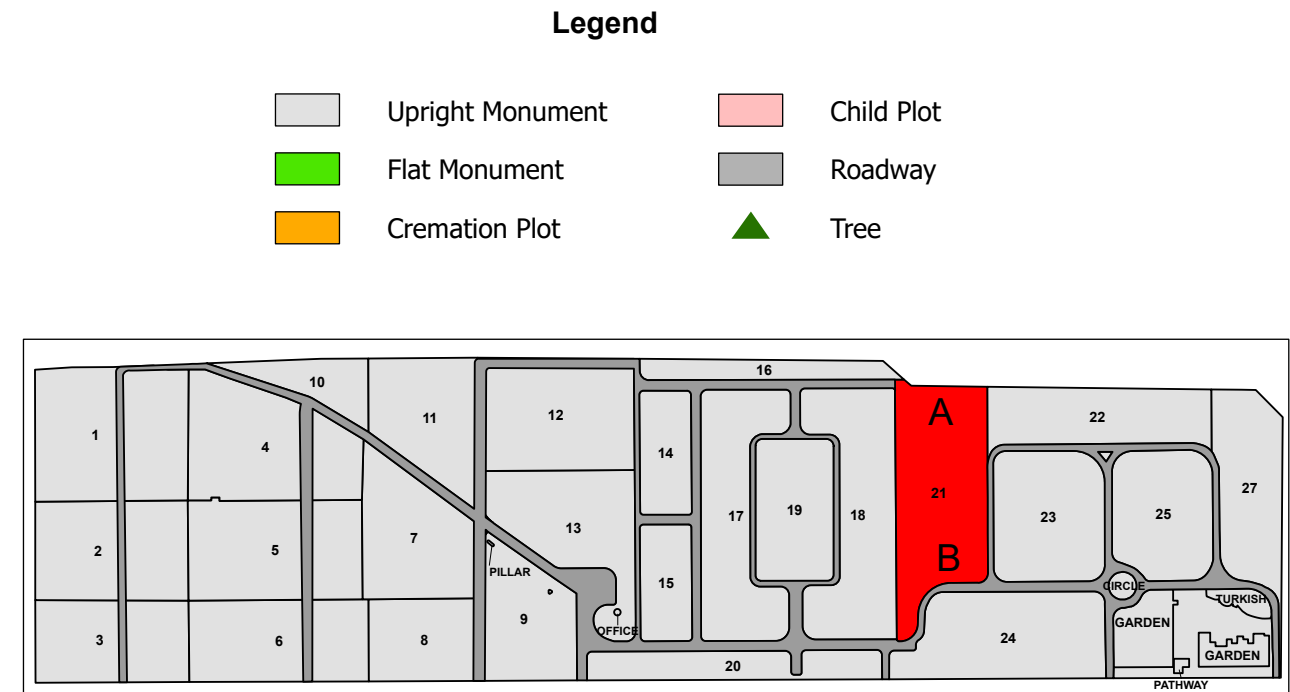 Legend
Upright Monument
Child Plot
Flat Monument
Roadway
Cremation Plot
Tree
16
10
A
22
12
11
1
4
14
27
21
19
17
18
23
25
13
7
2
5
PILLAR
B
15
CIRCLE
TURKISH
9
OFFICE
GARDEN
3
6
8
24
GARDEN
20
PATHWAY